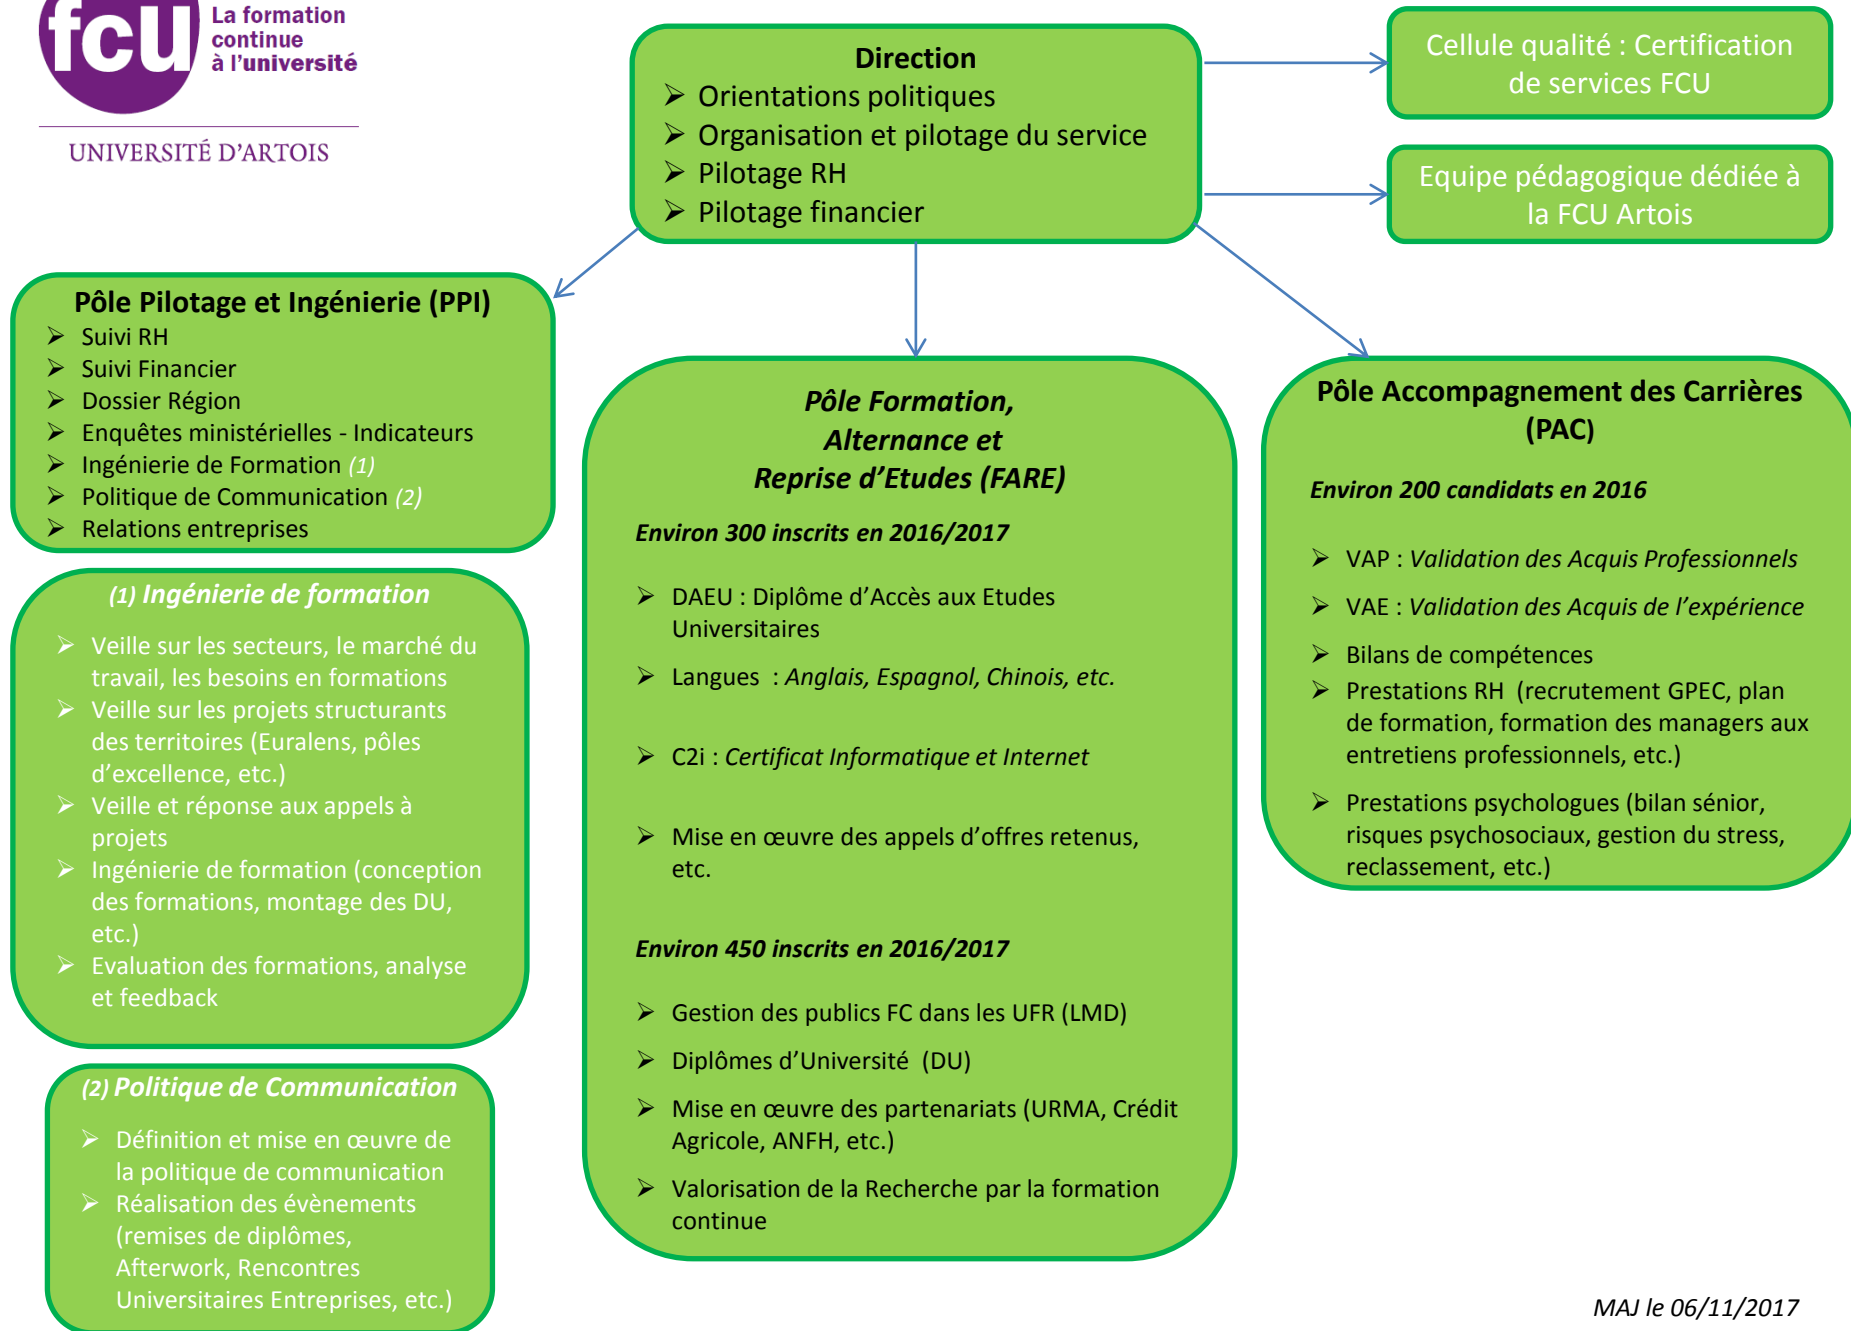 fcu
La formation
continue
à l'université
UNIVERSITÉ D'ARTOIS
Direction
➢ Orientations politiques
➢ Organisation et pilotage du service
➢ Pilotage RH
➢ Pilotage financier
Cellule qualité : Certification
de services FCU
Equipe pédagogique dédiée à
la FCU Artois
Pôle Pilotage et Ingénierie (PPI)
➢ Suivi RH
➢ Suivi Financier
➢ Dossier Région
➢ Enquêtes ministérielles - Indicateurs
➢ Ingénierie de Formation (1)
➢ Politique de Communication (2)
➢ Relations entreprises
(1) Ingénierie de formation
➢ Veille sur les secteurs, le marché du
travail, les besoins en formations
➢ Veille sur les projets structurants
des territoires (Euralens, pôles
d'excellence, etc.)
➢ Veille et réponse aux appels à
projets
➢ Ingénierie de formation (conception
des formations, montage des DU,
etc.)
➢ Evaluation des formations, analyse
et feedback
(2) Politique de Communication
➢ Définition et mise en œuvre de
la politique de communication
➢ Réalisation des évènements
(remises de diplômes,
Afterwork, Rencontres
Universitaires Entreprises, etc.)
Pôle Formation,
Alternance et
Reprise d'Etudes (FARE)
Environ 300 inscrits en 2016/2017
➢ DAEU : Diplôme d'Accès aux Etudes
Universitaires
➢ Langues : Anglais, Espagnol, Chinois, etc.
➢ C2i : Certificat Informatique et Internet
➢ Mise en œuvre des appels d'offres retenus,
etc.
Environ 450 inscrits en 2016/2017
➢ Gestion des publics FC dans les UFR (LMD)
➢ Diplômes d'Université (DU)
➢ Mise en œuvre des partenariats (URMA, Crédit
Agricole, ANFH, etc.)
➢ Valorisation de la Recherche par la formation
continue
Pôle Accompagnement des Carrières
(PAC)
Environ 200 candidats en 2016
➢ VAP : Validation des Acquis Professionnels
➢ VAE : Validation des Acquis de l'expérience
➢ Bilans de compétences
➢ Prestations RH (recrutement GPEC, plan
de formation, formation des managers aux
entretiens professionnels, etc.)
➢ Prestations psychologues (bilan sénior,
risques psychosociaux, gestion du stress,
reclassement, etc.)
MAJ le 06/11/2017